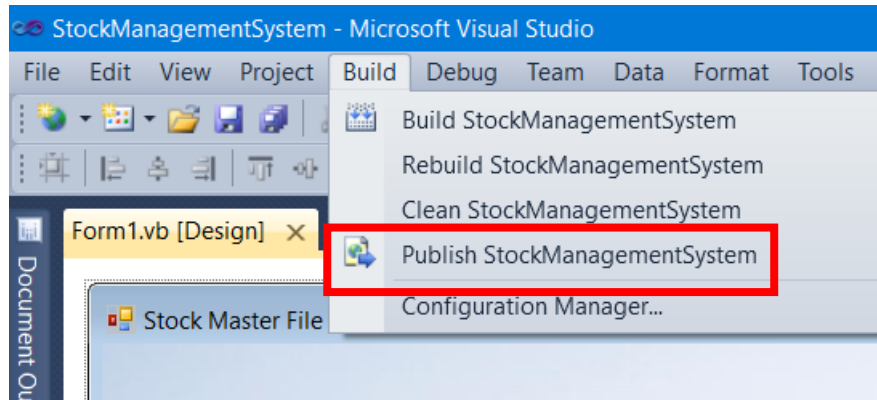 StockManagementSystem - Microsoft Visual Studio
File Edit View Project Build Debug Team Data Format Tools
Build StockManagementSystem
Rebuild StockManagementSystem
Clean StockManagementSystem
Publish StockManagementSystem
Configuration Manager...
Form1.vb [Design]
Stock Master File
Document